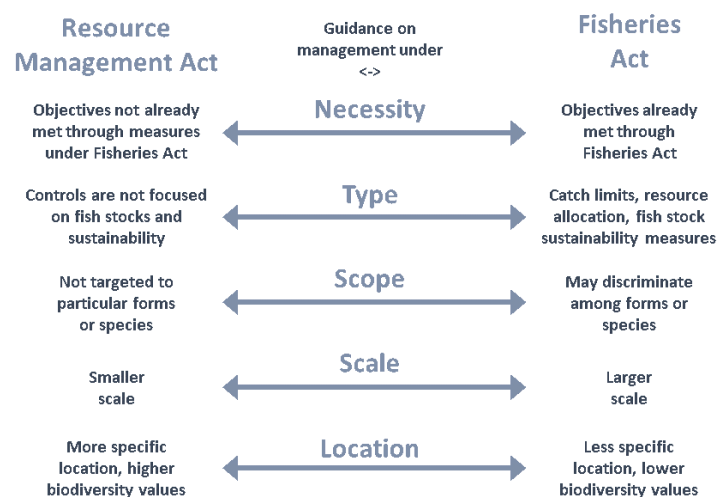 Resource
Management Act
Guidance on
management under
<->
Fisheries
Act
Objectives not already
met through measures
under Fisheries Act
Necessity
Objectives already
met through
Fisheries Act
Controls are not focused
on fish stocks and
sustainability
Type
Catch limits, resource
allocation, fish stock
sustainability measures
Not targeted to
particular forms
or species
Scope
May discriminate
among forms or
species
Smaller
scale
Scale
Larger
scale
More specific
location, higher
biodiversity values
Location
Less specific
location, lower
biodiversity values